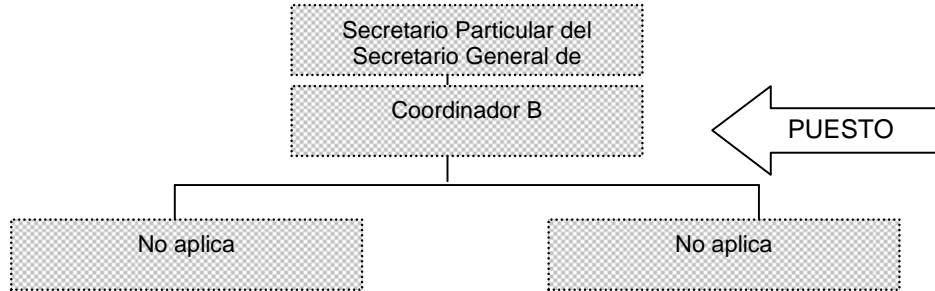 Secretario Particular del
Secretario General de
Coordinador B
PUESTO
No aplica
No aplica